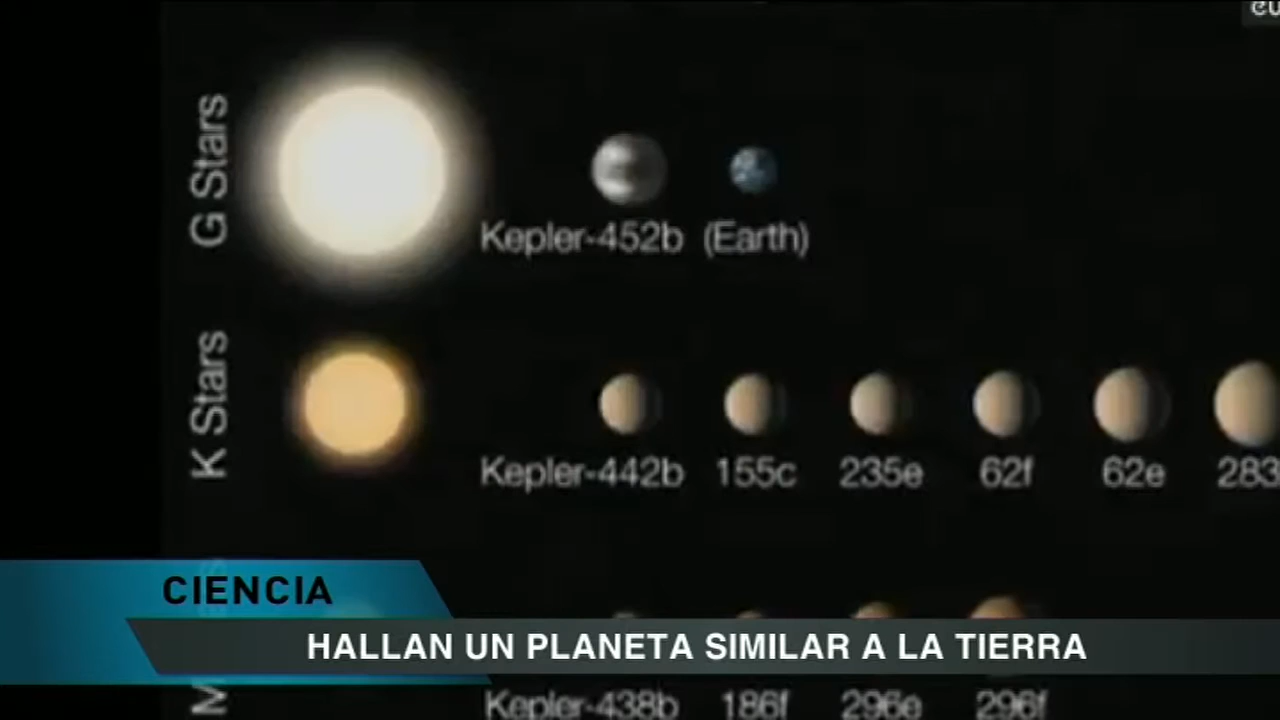 G Stars
Kepler-452b (Earth)
K Stars
Kepler-442b 155c 235e 62f 62e 283
CIENCIA
HALLAN UN PLANETA SIMILAR A LA TIERRA
M
Kepler-438b 186f 296e 296f